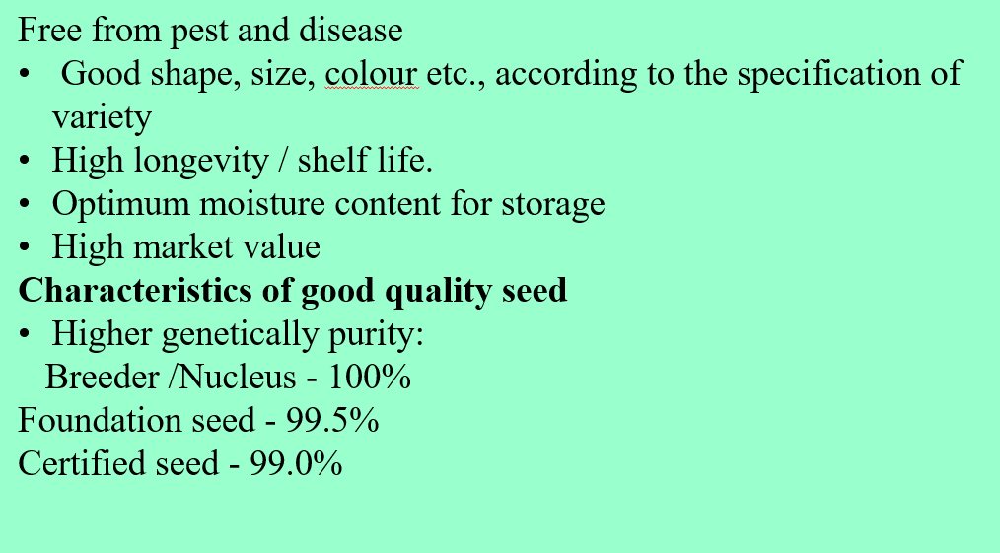 Free from pest and disease
•  Good shape, size, colour etc., according to the specification of
variety
• High longevity / shelf life.
• Optimum moisture content for storage
• High market value
Characteristics of good quality seed
• Higher genetically purity:
Breeder /Nucleus - 100%
Foundation seed - 99.5%
Certified seed - 99.0%